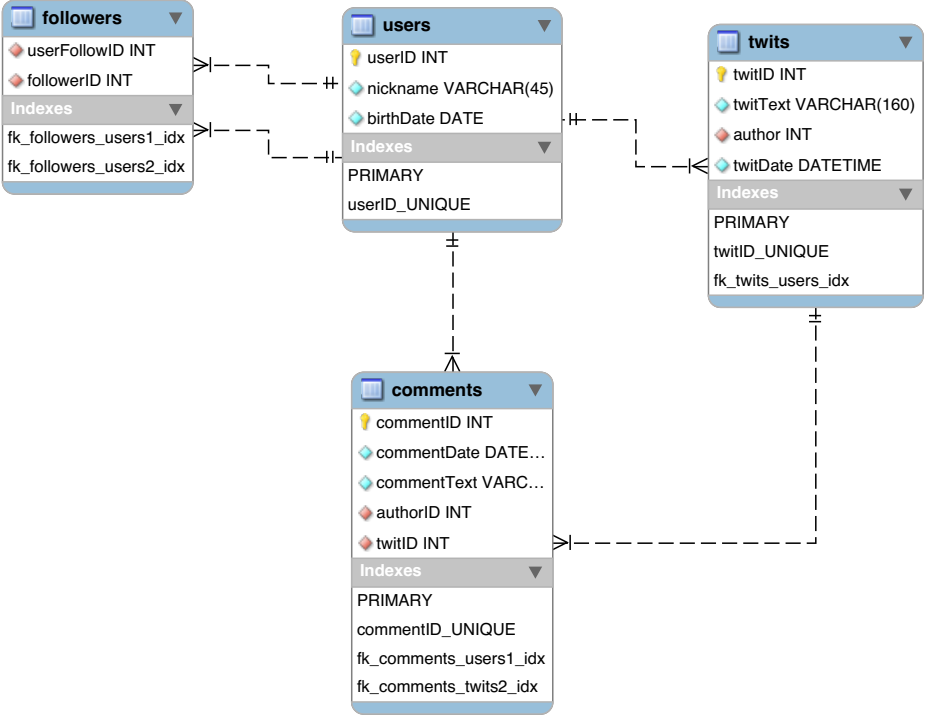 followers
userFollowID INT
followerID INT
Indexes
fk_followers_users1_idx
fk_followers_users2_idx
users
userID INT
nickname VARCHAR(45)
birthDate DATE
Indexes
PRIMARY
userID_UNIQUE
twits
twitID INT
twitText VARCHAR(160)
author INT
twitDate DATETIME
Indexes
PRIMARY
twitID_UNIQUE
fk_twits_users_idx
comments
commentID INT
commentDate DATE...
commentText VARC...
authorID INT
twitID INT
Indexes
PRIMARY
commentID_UNIQUE
fk_comments_users1_idx
fk_comments_twits2_idx